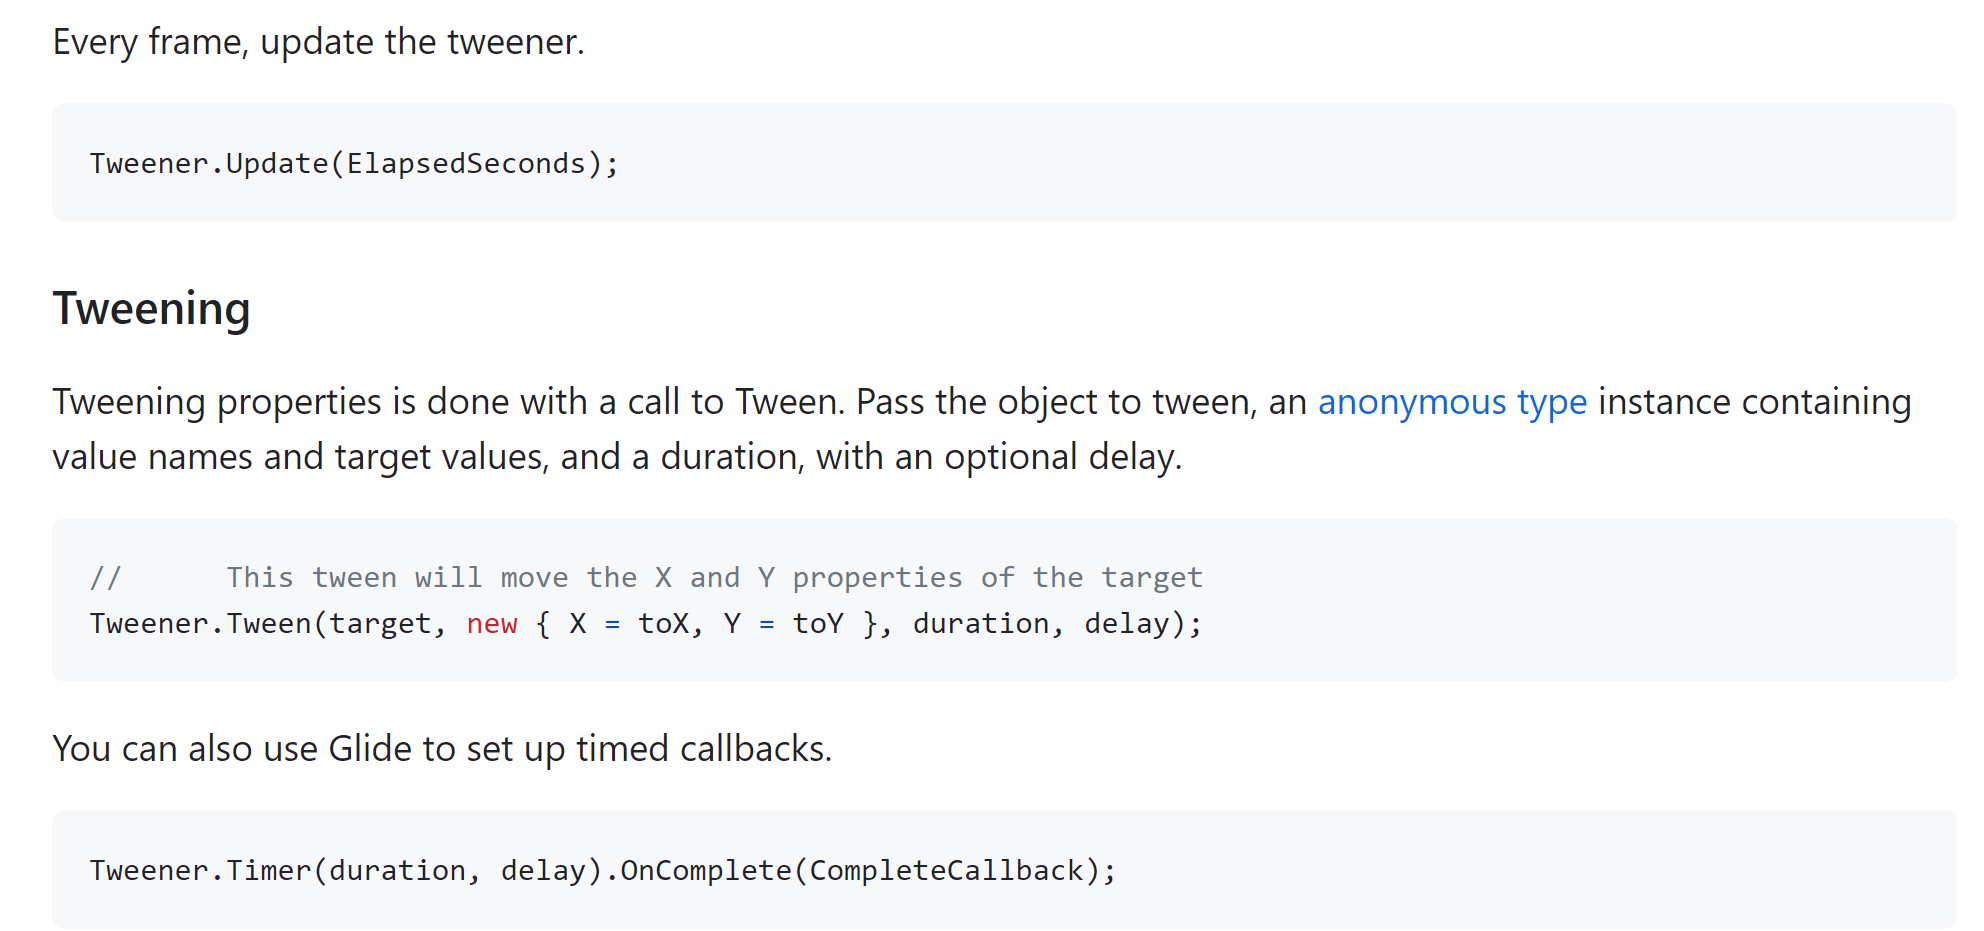 Every frame, update the tweener.
Tweener.Update(ElapsedSeconds);
Tweening
Tweening properties is done with a call to Tween. Pass the object to tween, an anonymous type instance containing
value names and target values, and a duration, with an optional delay.
//      This tween will move the X and Y properties of the target
Tweener.Tween(target, new { X = toX, Y = toY }, duration, delay);
You can also use Glide to set up timed callbacks.
Tweener.Timer(duration, delay).OnComplete(CompleteCallback);